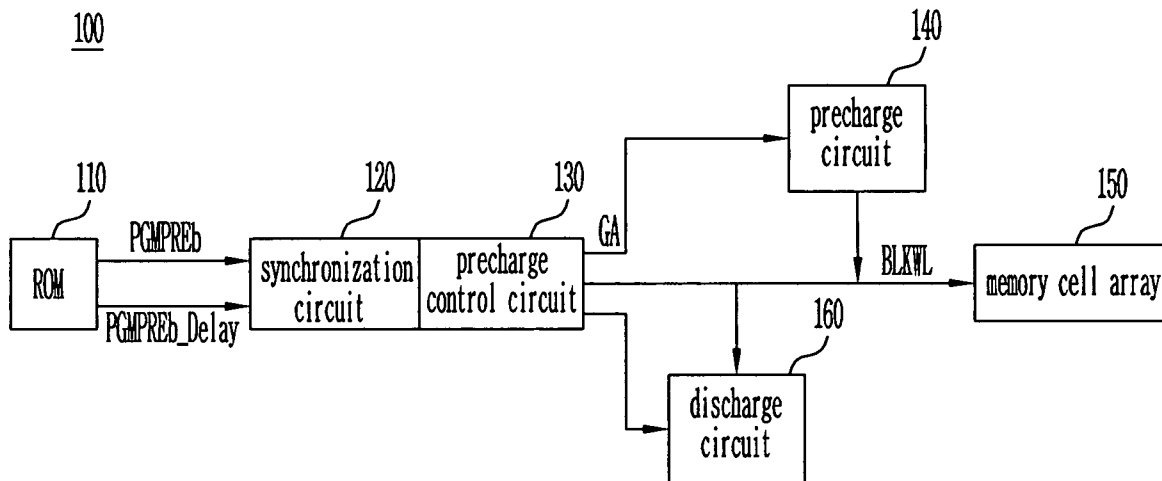 100
140
precharge
circuit
110
120
130
150
PGMPREb
GA
ROM
synchronization
circuit
precharge
control circuit
BLKWL
memory cell array
PGMPREb_Delay
160
discharge
circuit